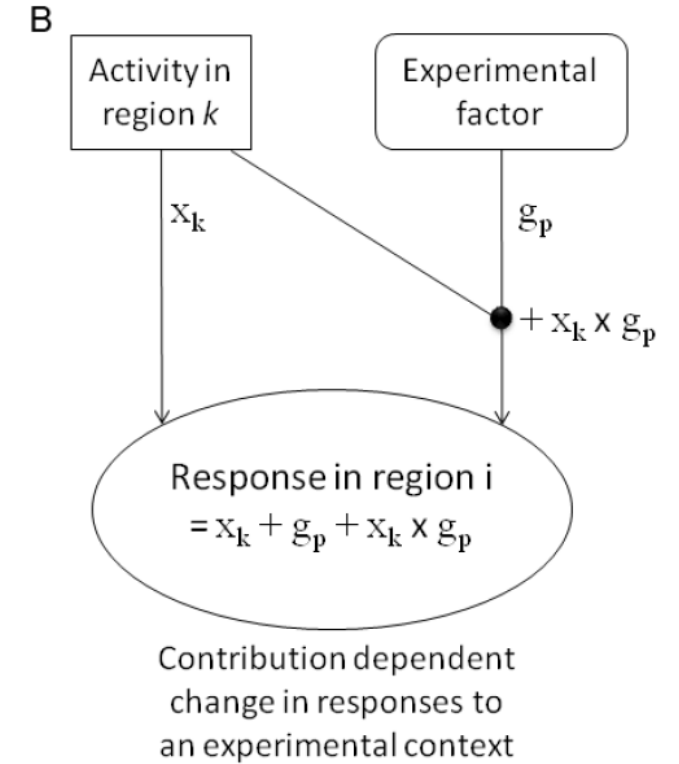 B
Activity in
region k
Experimental
factor
xk
gp
+ xk x gp
Response in region i
= xk + gp + xk x gp
Contribution dependent
change in responses to
an experimental context